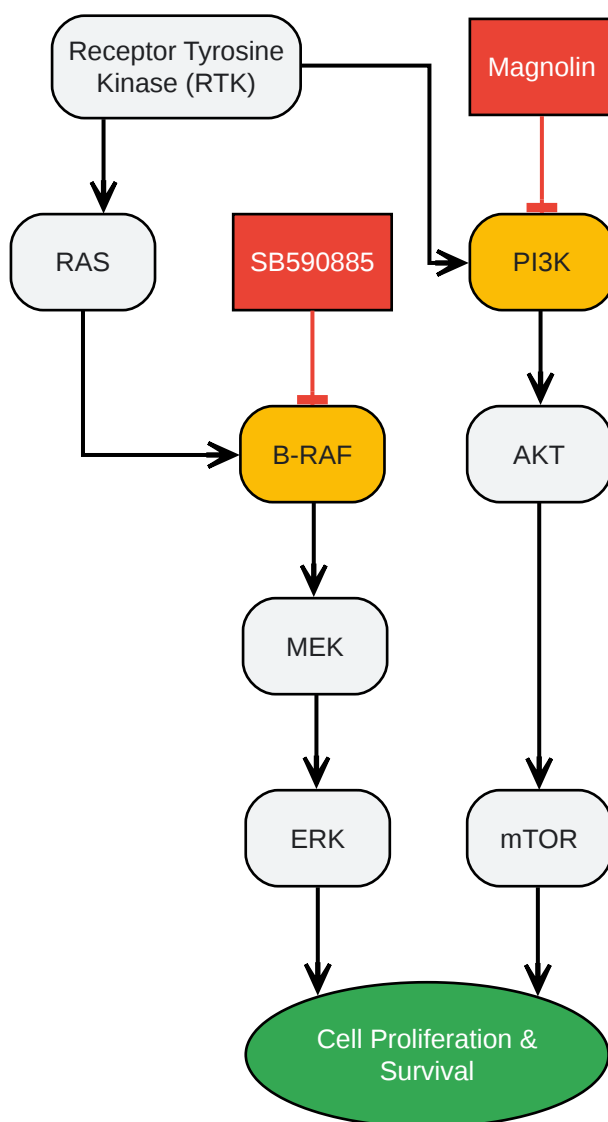 Receptor Tyrosine
Kinase (RTK)
Magnolin
RAS
SB590885
PI3K
B-RAF
AKT
MEK
ERK
mTOR
Cell Proliferation &
Survival